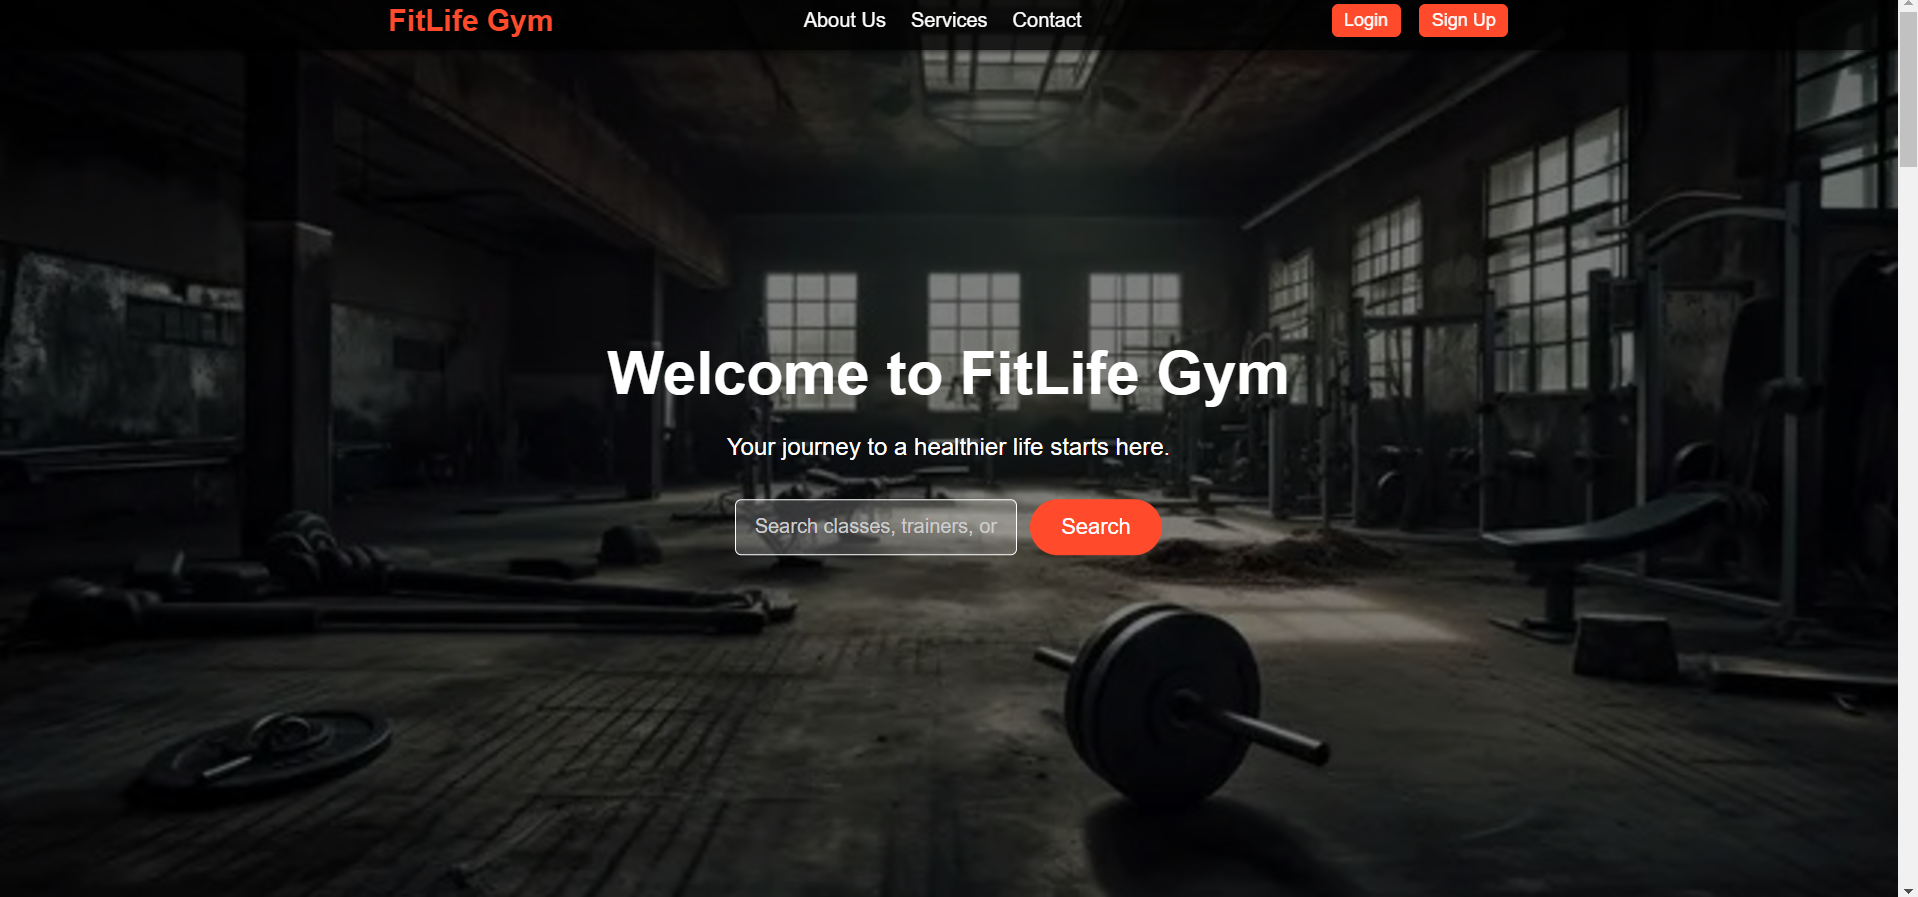 FitLife Gym
About Us Services Contact
Login Sign Up
Welcome to FitLife Gym
Your journey to a healthier life starts here.
Search classes, trainers, or
Search